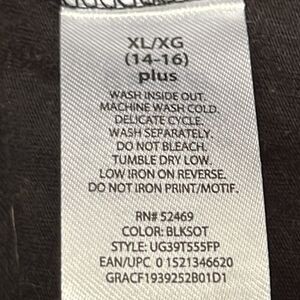 XL/XG
(14-16)
plus
WASH INSIDE OUT.
MACHINE WASH COLD.
DELICATE CYCLE.
WASH SEPARATELY.
DO NOT BLEACH.
TUMBLE DRY LOW.
LOW IRON ON REVERSE.
DO NOT IRON PRINT/MOTIF.
RN# 52469
COLOR: BLKSOT
STYLE: UG39T555FP
EAN/UPC 0 1521346620
GRACF1939252B01D1